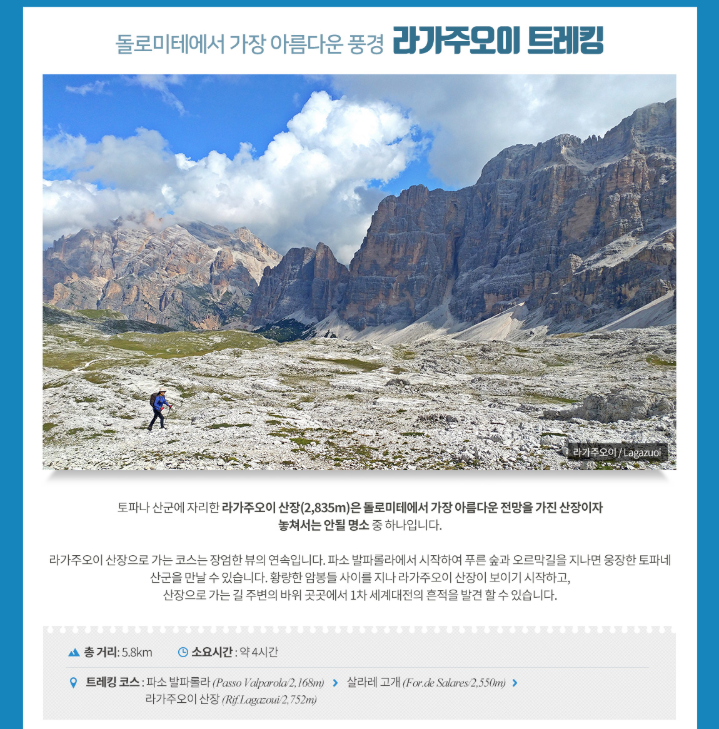 돌로미테에서 가장 아름다운 풍경 라가주오이 트레킹
라가주오이 / Lagazuoi
토파나 산군에 자리한 라가주오이 산장(2,835m)은 돌로미테에서 가장 아름다운 전망을 가진 산장이자
놓쳐서는 안될 명소 중 하나입니다.
라가주오이 산장으로 가는 코스는 장엄한 뷰의 연속입니다. 파소 발파롤라에서 시작하여 푸른 숲과 오르막길을 지나면 웅장한 토파네
산군을 만날 수 있습니다. 황량한 암봉들 사이를 지나 라가주오이 산장이 보이기 시작하고,
산장으로 가는 길 주변의 바위 곳곳에서 1차 세계대전의 흔적을 발견 할 수 있습니다.
총 거리: 5.8km 소요시간 : 약 4시간
트레킹 코스 : 파소 발파롤라 (Passo Valparola/2,168m) > 살라레 고개 (For.de Salares/2,550m) >
라가주오이 산장 (Rif.Lagazoui/2,752m)